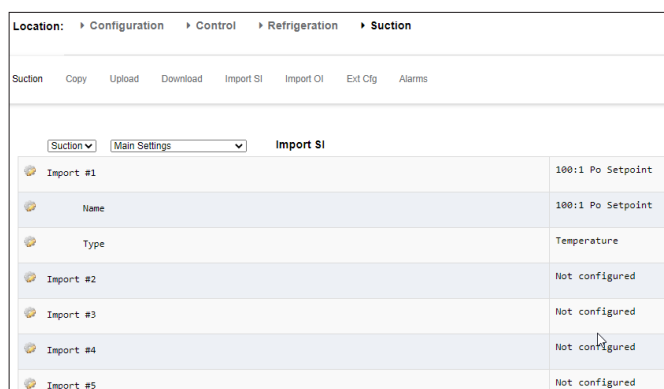 Location: Configuration Control Refrigeration Suction
Suction Copy Upload Download Import SI Import OI Ext Cfg Alarms
Suction Main Settings Import SI
Import #1 100:1 Po Setpoint
Name 100:1 Po Setpoint
Type Temperature
Import #2 Not configured
Import #3 Not configured
Import #4 Not configured
Import #5 Not configured